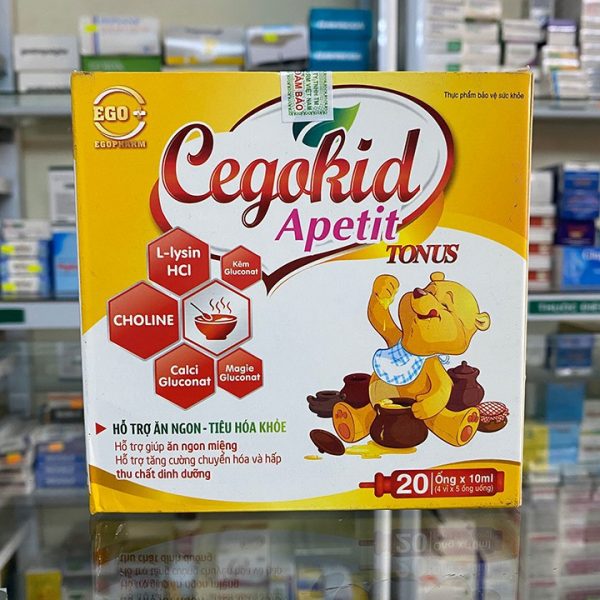 EGO
EGOPHARM
ĐẢM BẢO
Thực phẩm bảo vệ sức khỏe
Cegokid
Apetit
TONUS
L-lysin
HCl
Kẽm
Gluconat
CHOLINE
Calci
Gluconat
Magie
Gluconat
HỖ TRỢ ĂN NGON - TIÊU HÓA KHỎE
Hỗ trợ giúp ăn ngon miệng
Hỗ trợ tăng cường chuyển hóa và hấp
thu chất dinh dưỡng
20 Ống x 10ml
(4 vỉ x 5 ống uống)